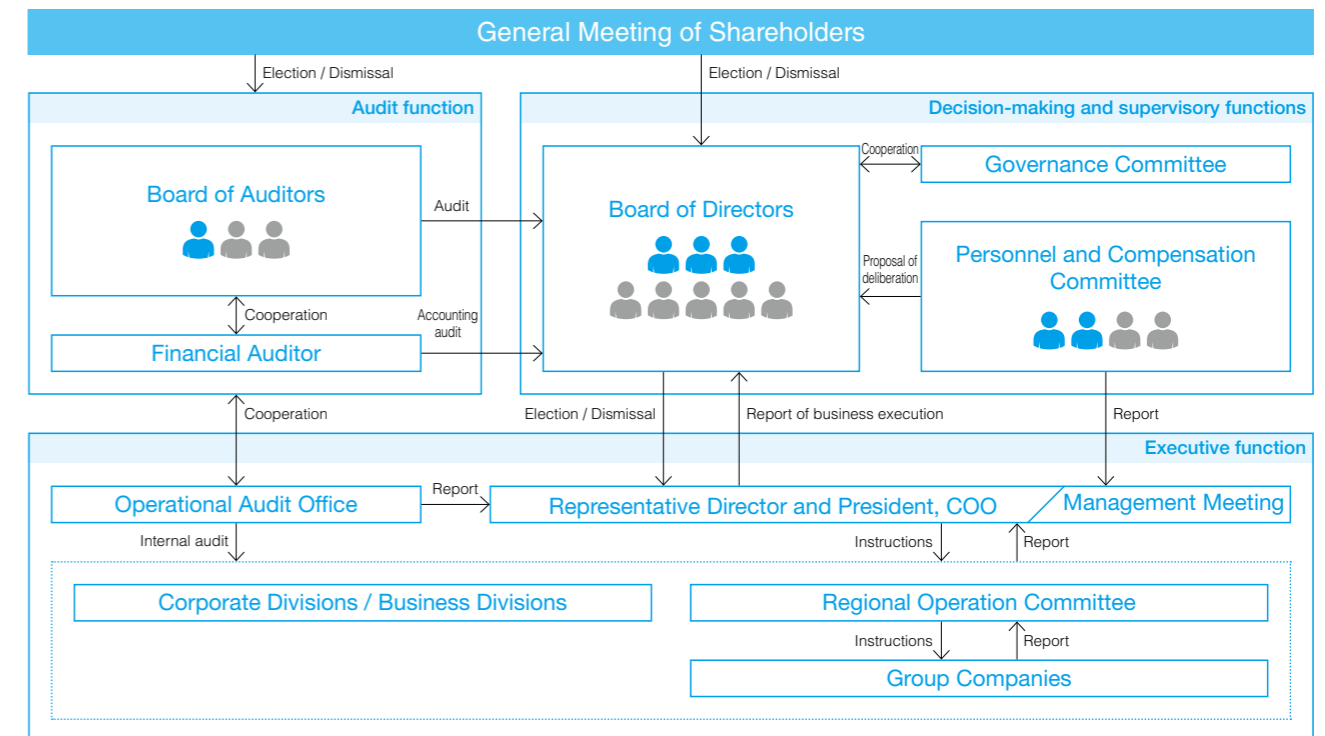 General Meeting of Shareholders
Election / Dismissal
Election / Dismissal
Audit function
Decision-making and supervisory functions
Board of Auditors
Audit
Board of Directors
Cooperation
Governance Committee
Proposal of
deliberation
Personnel and Compensation
Committee
Cooperation
Accounting
audit
Financial Auditor
Cooperation
Election / Dismissal
Report of business execution
Report
Executive function
Operational Audit Office
Report
Representative Director and President, COO
Management Meeting
Internal audit
Instructions
Report
Corporate Divisions / Business Divisions
Regional Operation Committee
Instructions
Report
Group Companies